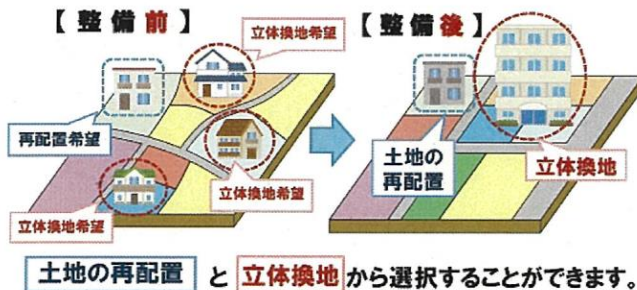 【整備前】
立体換地希望
再配置希望
立体換地希望
立体換地希望
【整備後】
土地の
再配置
立体換地
土地の再配置 と 立体換地 から選択することができます。